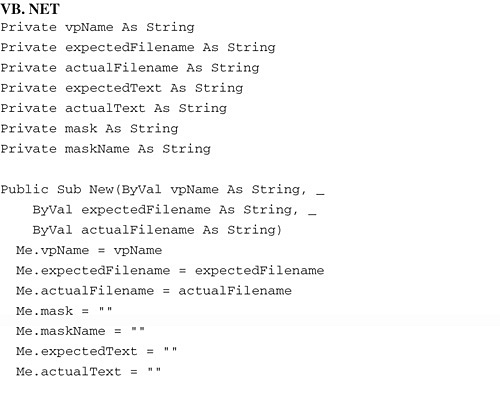 VB. NET
Private vpName As String
Private expectedFilename As String
Private actualFilename As String
Private expectedText As String
Private actualText As String
Private mask As String
Private maskName As String
Public Sub New(ByVal vpName As String, _
    ByVal expectedFilename As String, _
    ByVal actualFilename As String)
  Me.vpName = vpName
  Me.expectedFilename = expectedFilename
  Me.actualFilename = actualFilename
  Me.mask = ""
  Me.maskName = ""
  Me.expectedText = ""
  Me.actualText = ""